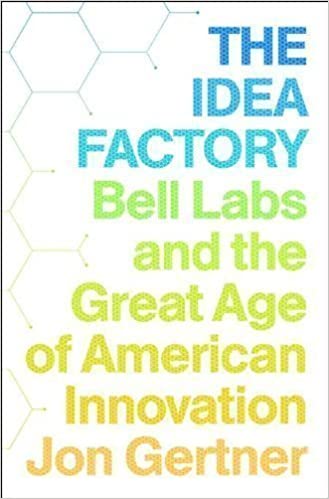 THE
IDEA
FACTORY
Bell Labs
and the
Great Age
of American
Innovation
Jon Gertner